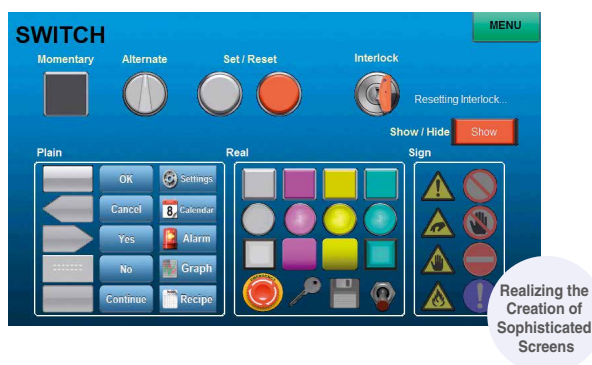 SWITCH
MENU
Momentary
Alternate
Set / Reset
Interlock
Resetting Interlock...
Show / Hide
Show
Plain
Real
Sign
OK
Settings
Cancel
8
Calendar
Yes
Alarm
No
Graph
Continue
Recipe
Realizing the
Creation of
Sophisticated
Screens